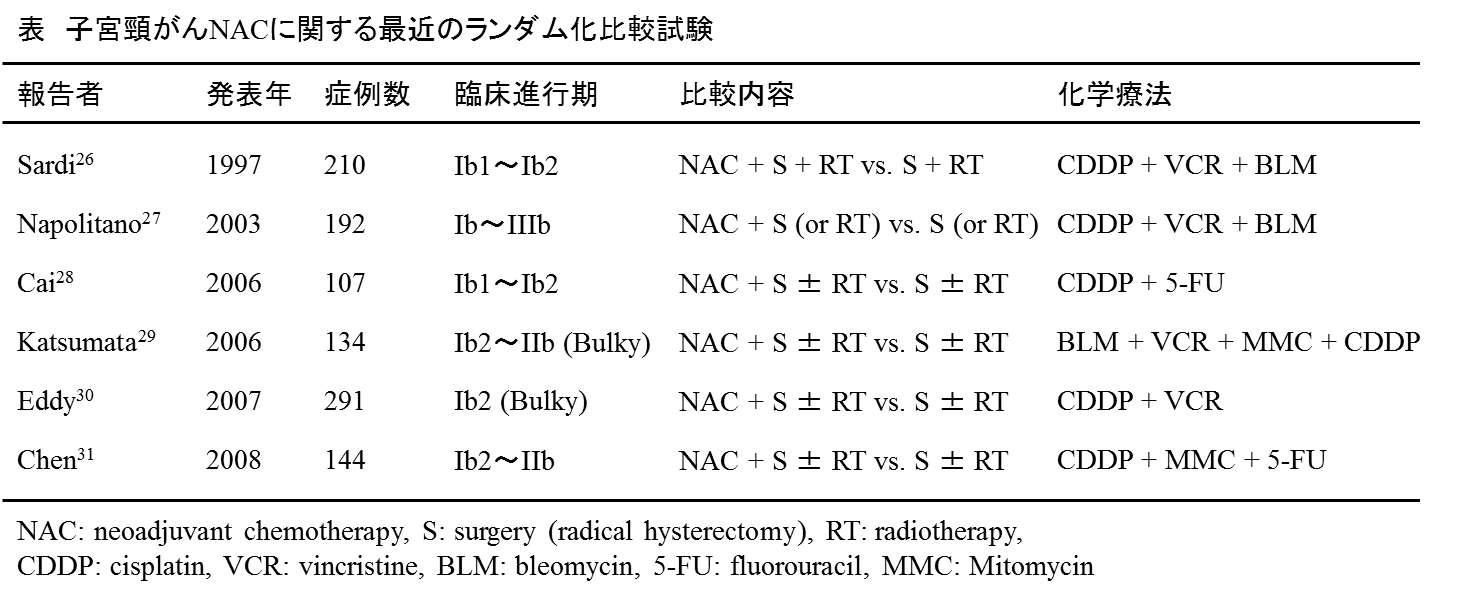 表 子宮頸がんNACに関する最近のランダム化比較試験
報告者 発表年 症例数 臨床進行期 比較内容 化学療法
Sardi26 1997 210 Ib1～Ib2 NAC + S + RT vs. S + RT CDDP + VCR + BLM
Napolitano27 2003 192 Ib～IIIb NAC + S (or RT) vs. S (or RT) CDDP + VCR + BLM
Cai28 2006 107 Ib1～Ib2 NAC + S ± RT vs. S ± RT CDDP + 5-FU
Katsumata29 2006 134 Ib2～IIb (Bulky) NAC + S ± RT vs. S ± RT BLM + VCR + MMC + CDDP
Eddy30 2007 291 Ib2 (Bulky) NAC + S ± RT vs. S ± RT CDDP + VCR
Chen31 2008 144 Ib2～IIb NAC + S ± RT vs. S ± RT CDDP + MMC + 5-FU
NAC: neoadjuvant chemotherapy, S: surgery (radical hysterectomy), RT: radiotherapy,
CDDP: cisplatin, VCR: vincristine, BLM: bleomycin, 5-FU: fluorouracil, MMC: Mitomycin